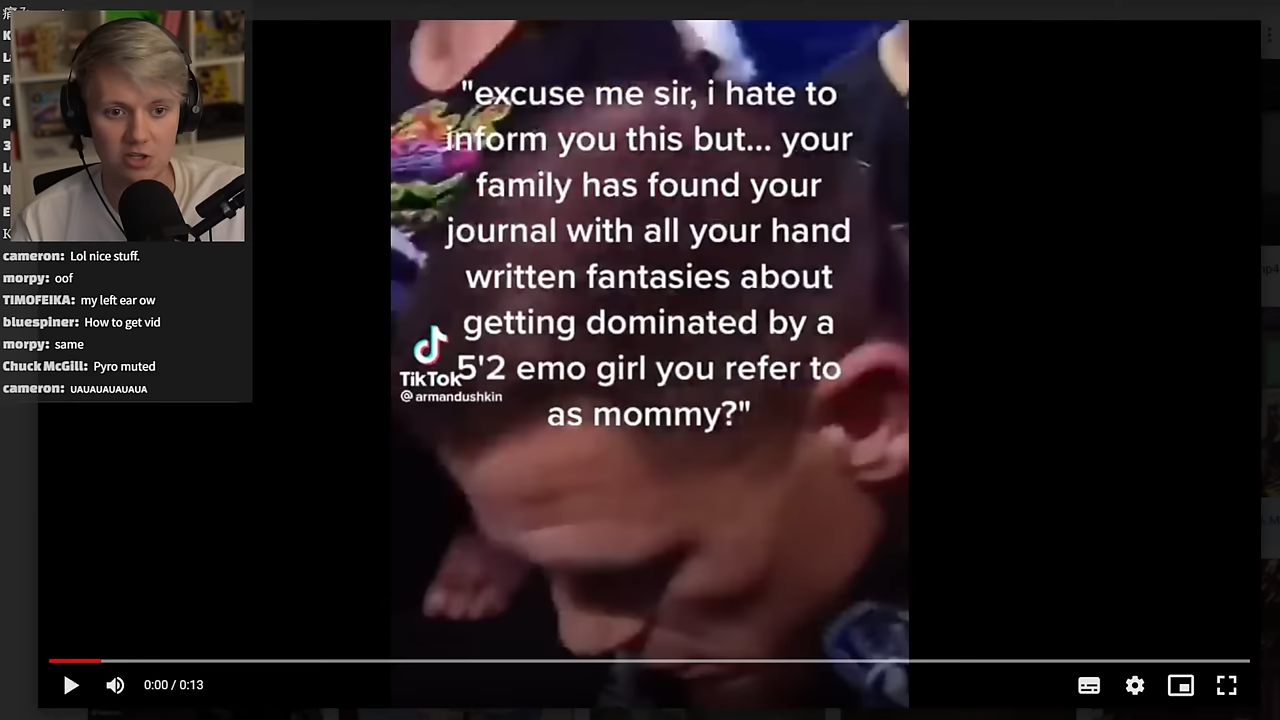 cameron: Lol nice stuff.
morpy: oof
TIMOFEIKA: my left ear ow
bluespiner: How to get vid
morpy: same
Chuck McGill: Pyro muted
cameron: UAUAUAUAUAUA
"excuse me sir, i hate to
inform you this but... your
family has found your
journal with all your hand
written fantasies about
getting dominated by a
5'2 emo girl you refer to
as mommy?"
TikTok
@armandushkin
0:00 / 0:13